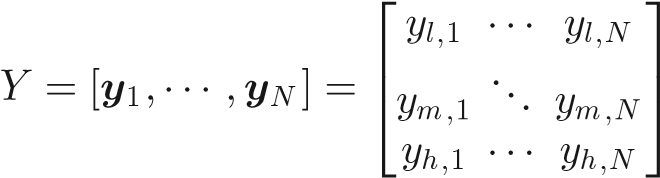 Y = [y_1, ⋯ , y_N] = [ y_{l,1} ⋯ y_{l,N}
y_{m,1} ⋱ y_{m,N}
y_{h,1} ⋯ y_{h,N} ]